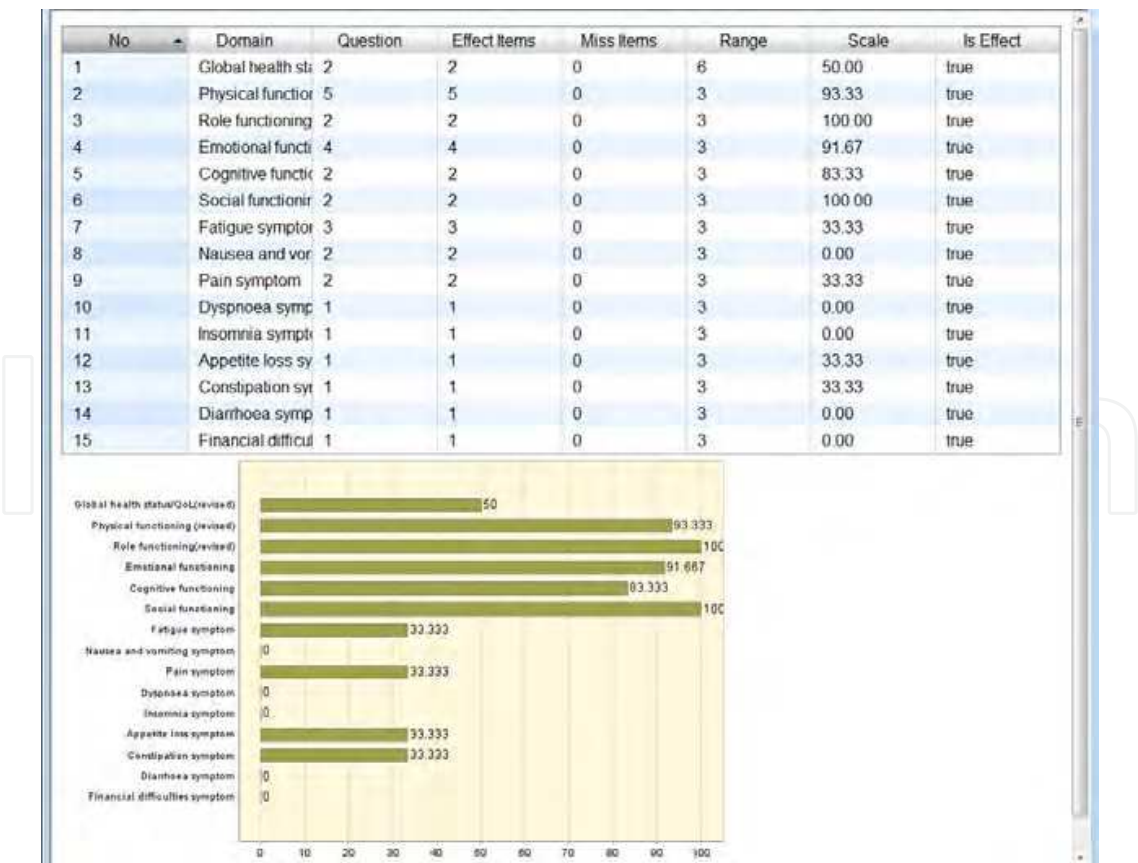 No Domain Question Effect Items Miss Items Range Scale Is Effect
1 Global health sta 2 2 0 6 50.00 true
2 Physical function 5 5 0 3 93.33 true
3 Role functioning 2 2 0 3 100.00 true
4 Emotional functi 4 4 0 3 91.67 true
5 Cognitive functic 2 2 0 3 83.33 true
6 Social functionir 2 2 0 3 100.00 true
7 Fatigue sympton 3 3 0 3 33.33 true
8 Nausea and vor 2 2 0 3 0.00 true
9 Pain symptom 2 2 0 3 33.33 true
10 Dyspnoea symp 1 1 0 3 0.00 true
11 Insomnia sympt 1 1 0 3 0.00 true
12 Appetite loss sy 1 1 0 3 33.33 true
13 Constipation syr 1 1 0 3 33.33 true
14 Diarrhoea symp 1 1 0 3 0.00 true
15 Financial difficul 1 1 0 3 0.00 true
Global health status/QoL(revised) 50
Physical functioning (revised) 93.333
Role functioning(revised) 100
Emotional functioning 91.667
Cognitive functioning 83.333
Social functioning 100
Fatigue symptom 33.333
Nausea and vomiting symptom 0
Pain symptom 33.333
Dyspnoea symptom 0
Insomnia symptom 0
Appetite loss symptom 33.333
Constipation symptom 33.333
Diarrhoea symptom 0
Financial difficulties symptom 0
0 10 20 30 40 50 60 70 80 90 100